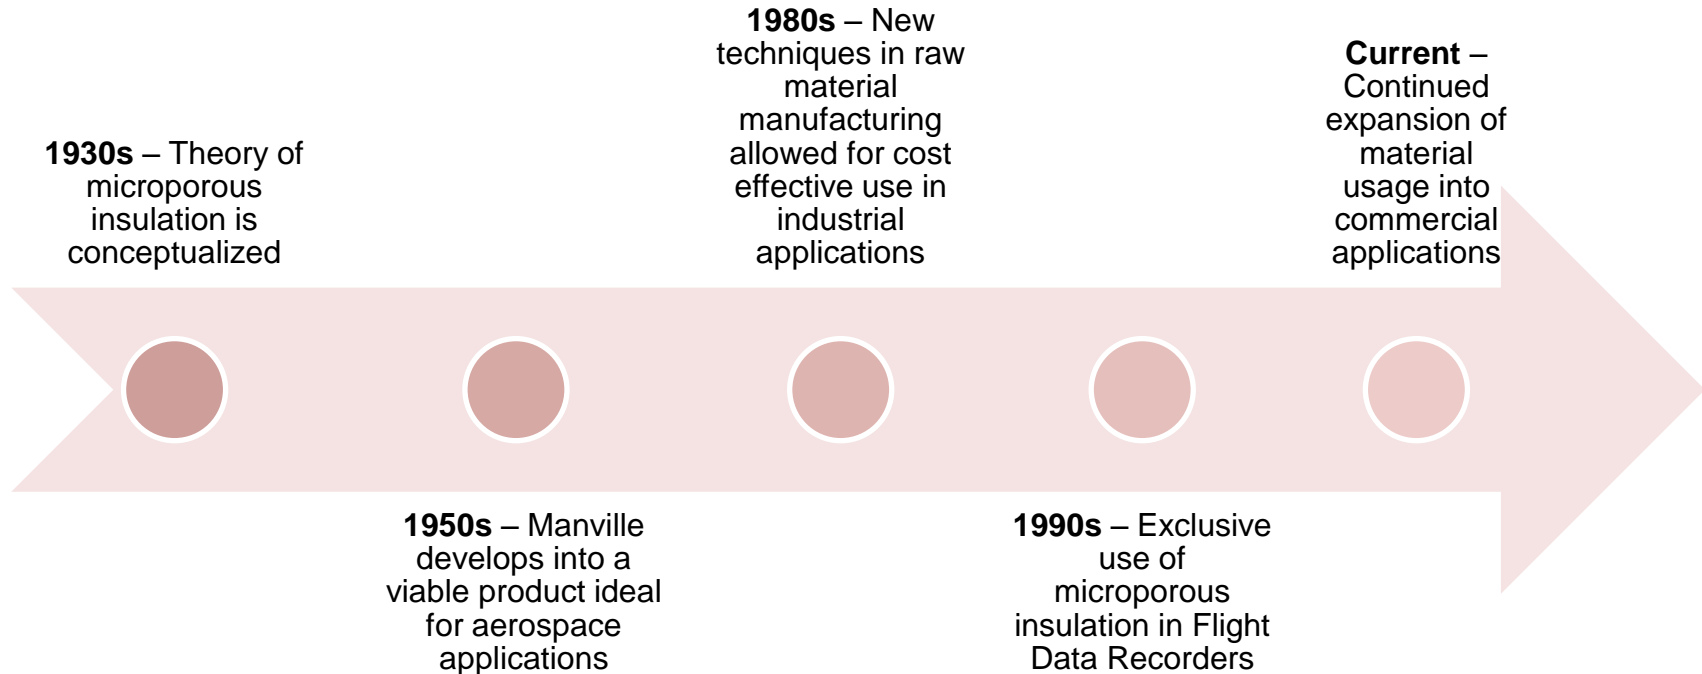 1930s – Theory of
microporous
insulation is
conceptualized
1950s – Manville
develops into a
viable product ideal
for aerospace
applications
1980s – New
techniques in raw
material
manufacturing
allowed for cost
effective use in
industrial
applications
1990s – Exclusive
use of
microporous
insulation in Flight
Data Recorders
Current –
Continued
expansion of
material
usage into
commercial
applications